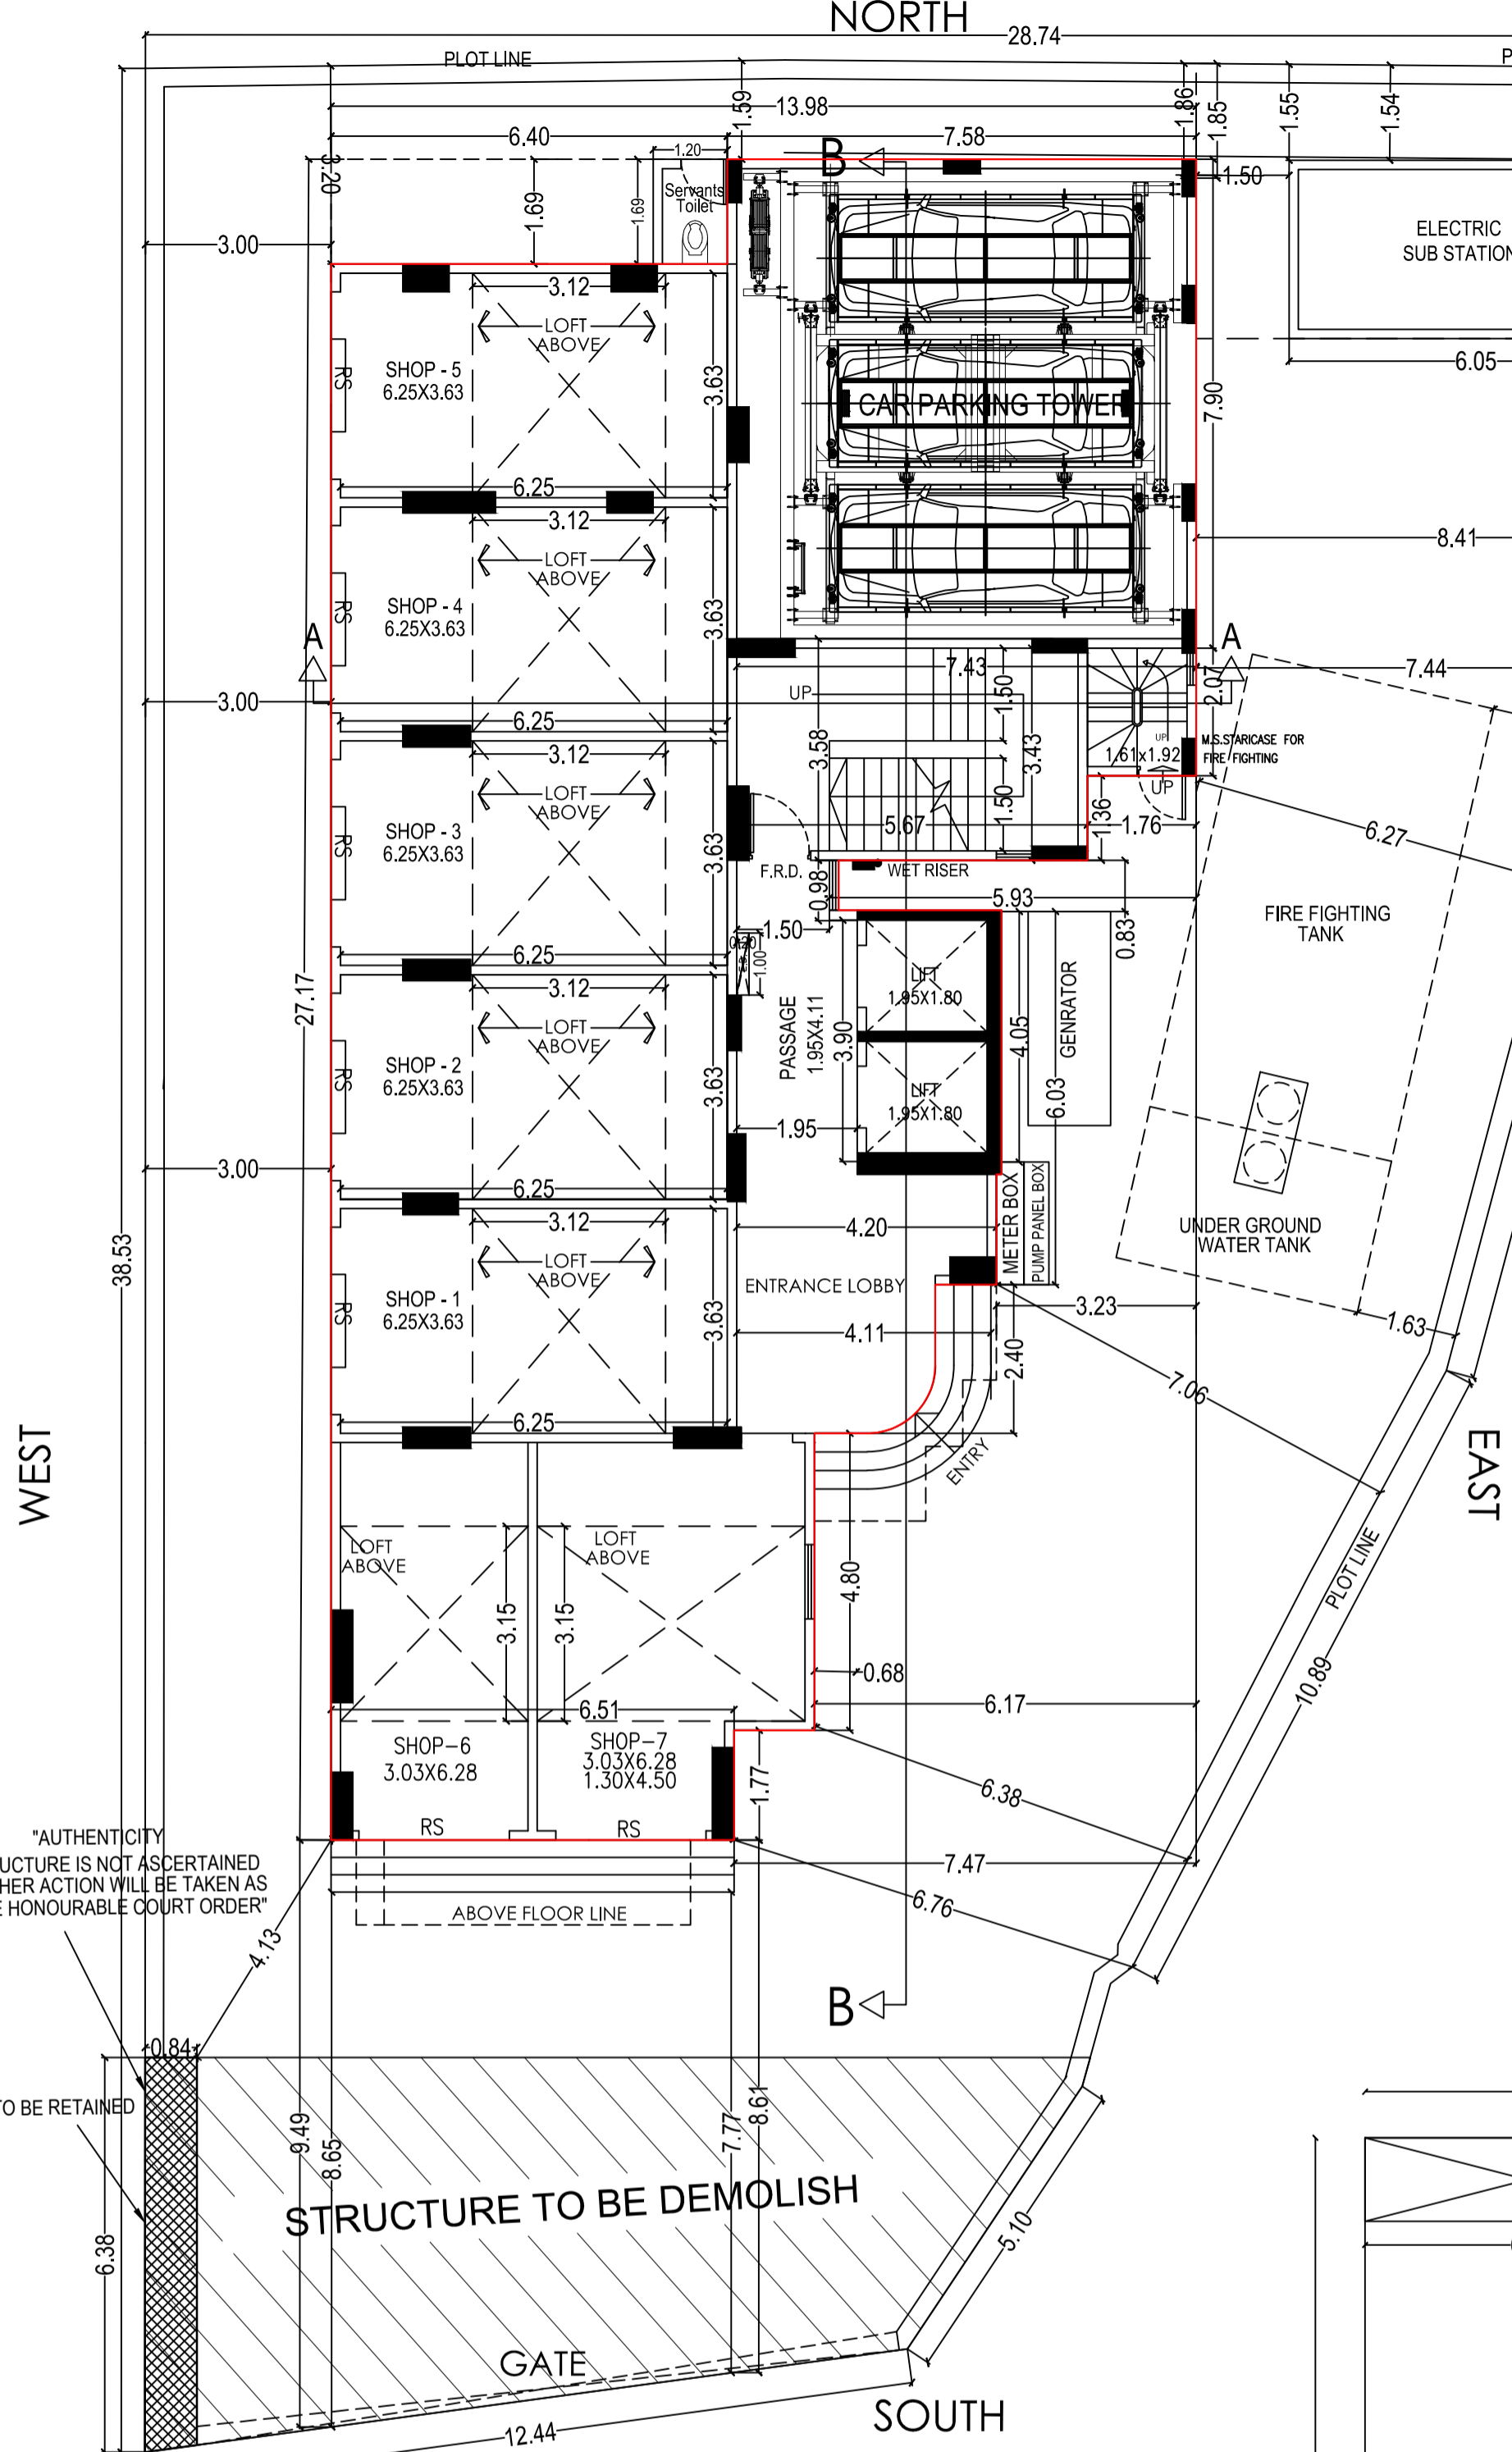 NORTH
28.74
PLOT LINE
P
13.98
1.59
1.86
1.85
1.55
1.54
6.40
7.58
1.20
B
3.20
1.69
1.69
Servants
Toilet
1.50
3.00
ELECTRIC
SUB STATION
3.12
LOFT
ABOVE
SHOP - 5
6.25X3.63
RS
3.63
CAR PARKING TOWER
7.90
6.05
6.25
3.12
LOFT
ABOVE
8.41
SHOP - 4
6.25X3.63
RS
3.63
A
A
7.43
7.44
UP
1.50
2.07
3.00
6.25
3.12
3.58
3.43
UP
1.61x1.92
M.S.STARICASE FOR
FIRE FIGHTING
UP
LOFT
ABOVE
1.50
1.36
SHOP - 3
6.25X3.63
RS
3.63
5.67
1.76
6.27
F.R.D.
0.98
WET RISER
5.93
FIRE FIGHTING
TANK
1.50
0.83
0.20
1.00
6.25
3.12
LIFT
1.95X1.80
GENRATOR
27.17
LOFT
ABOVE
PASSAGE
1.95X4.11
3.90
4.05
SHOP - 2
6.25X3.63
RS
3.63
LIFT
1.95X1.80
6.03
1.95
3.00
6.25
3.12
4.20
METER BOX
PUMP PANEL BOX
UNDER GROUND
WATER TANK
38.53
LOFT
ABOVE
ENTRANCE LOBBY
SHOP - 1
6.25X3.63
RS
3.63
3.23
1.63
4.11
2.40
7.06
6.25
ENTRY
WEST
EAST
LOFT
ABOVE
LOFT
ABOVE
PLOT LINE
4.80
3.15
3.15
0.68
10.89
6.51
6.17
SHOP-6
3.03X6.28
SHOP-7
3.03X6.28
1.30X4.50
1.77
6.38
RS
RS
"AUTHENTICITY
UCTURE IS NOT ASCERTAINED
HER ACTION WILL BE TAKEN AS
E HONOURABLE COURT ORDER"
7.47
6.76
ABOVE FLOOR LINE
4.13
B
0.84
TO BE RETAINED
9.49
8.65
7.77
8.61
STRUCTURE TO BE DEMOLISH
5.10
6.38
GATE
SOUTH
12.44